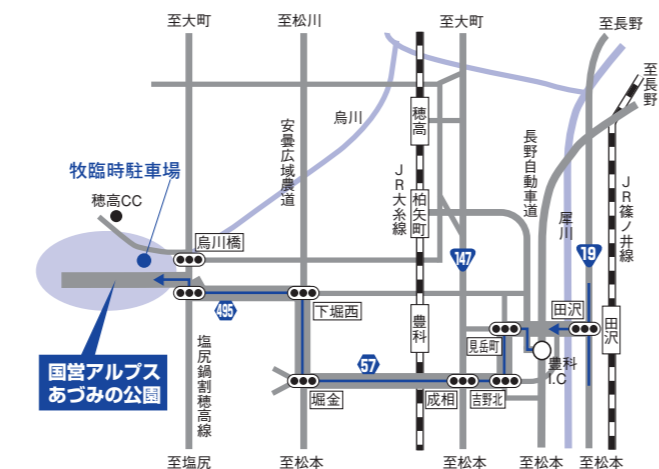 至大町
至松川
至大町
至長野
至長野
烏川
穂高
安曇広域農道
長野自動車道
JR大糸線
柏矢町
JR篠ノ井線
犀川
牧臨時駐車場
穂高CC
烏川橋
147
19
495
下堀西
豊科
田沢
田沢
見岳町
豊科
I.C
国営アルプス
あづみの公園
塩尻鍋割穂高線
57
堀金
成相
吉野北
至塩尻
至松本
至松本
至松本
至松本